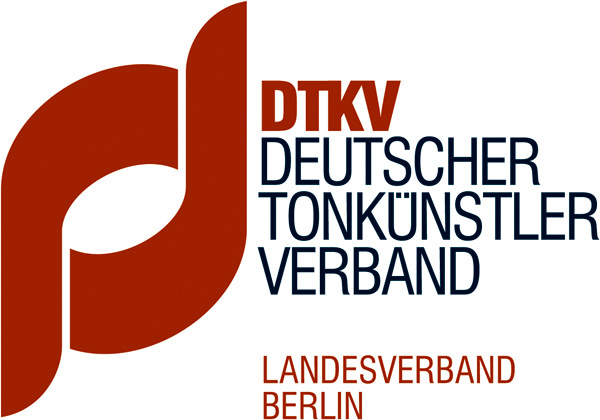 DTKV
DEUTSCHER
TONKÜNSTLER
VERBAND
LANDESVERBAND
BERLIN